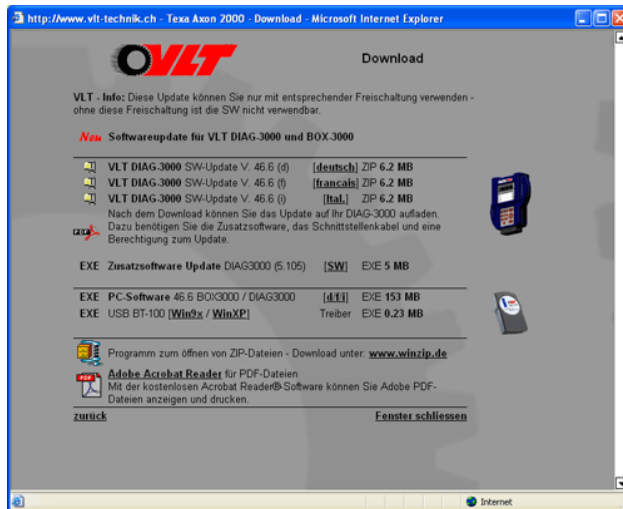 http://www.vlt-technik.ch - Texa Axon 2000 - Download - Microsoft Internet Explorer
VLT
Download
VLT - Info: Diese Update können Sie nur mit entsprechender Freischaltung verwenden -
ohne diese Freischaltung ist die SW nicht verwendbar.
Neu Softwareupdate für VLT DIAG-3000 und BOX-3000
VLT DIAG-3000 SW-Update V. 46.6 (d) [deutsch] ZIP 6.2 MB
VLT DIAG-3000 SW-Update V. 46.6 (f) [francais] ZIP 6.2 MB
VLT DIAG-3000 SW-Update V. 46.6 (i) [Ital.] ZIP 6.2 MB
Nach dem Download können Sie das Update auf Ihr DIAG-3000 aufladen.
PDF Dazu benötigen Sie die Zusatzsoftware, das Schnittstellenkabel und eine
Berechtigung zum Update.
EXE Zusatzsoftware Update DIAG3000 (5.105) [SW] EXE 5 MB
EXE PC-Software 46.6 BOX3000 / DIAG3000 [d/f/i] EXE 153 MB
EXE USB BT-100 [Win9x / WinXP] Treiber EXE 0.23 MB
Programm zum öffnen von ZIP-Dateien - Download unter: www.winzip.de
Adobe Acrobat Reader für PDF-Dateien
Mit der kostenlosen Acrobat Reader®-Software können Sie Adobe PDF-
Dateien anzeigen und drucken.
zurück Fenster schliessen
Internet